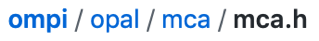 ompi / opal / mca / mca.h